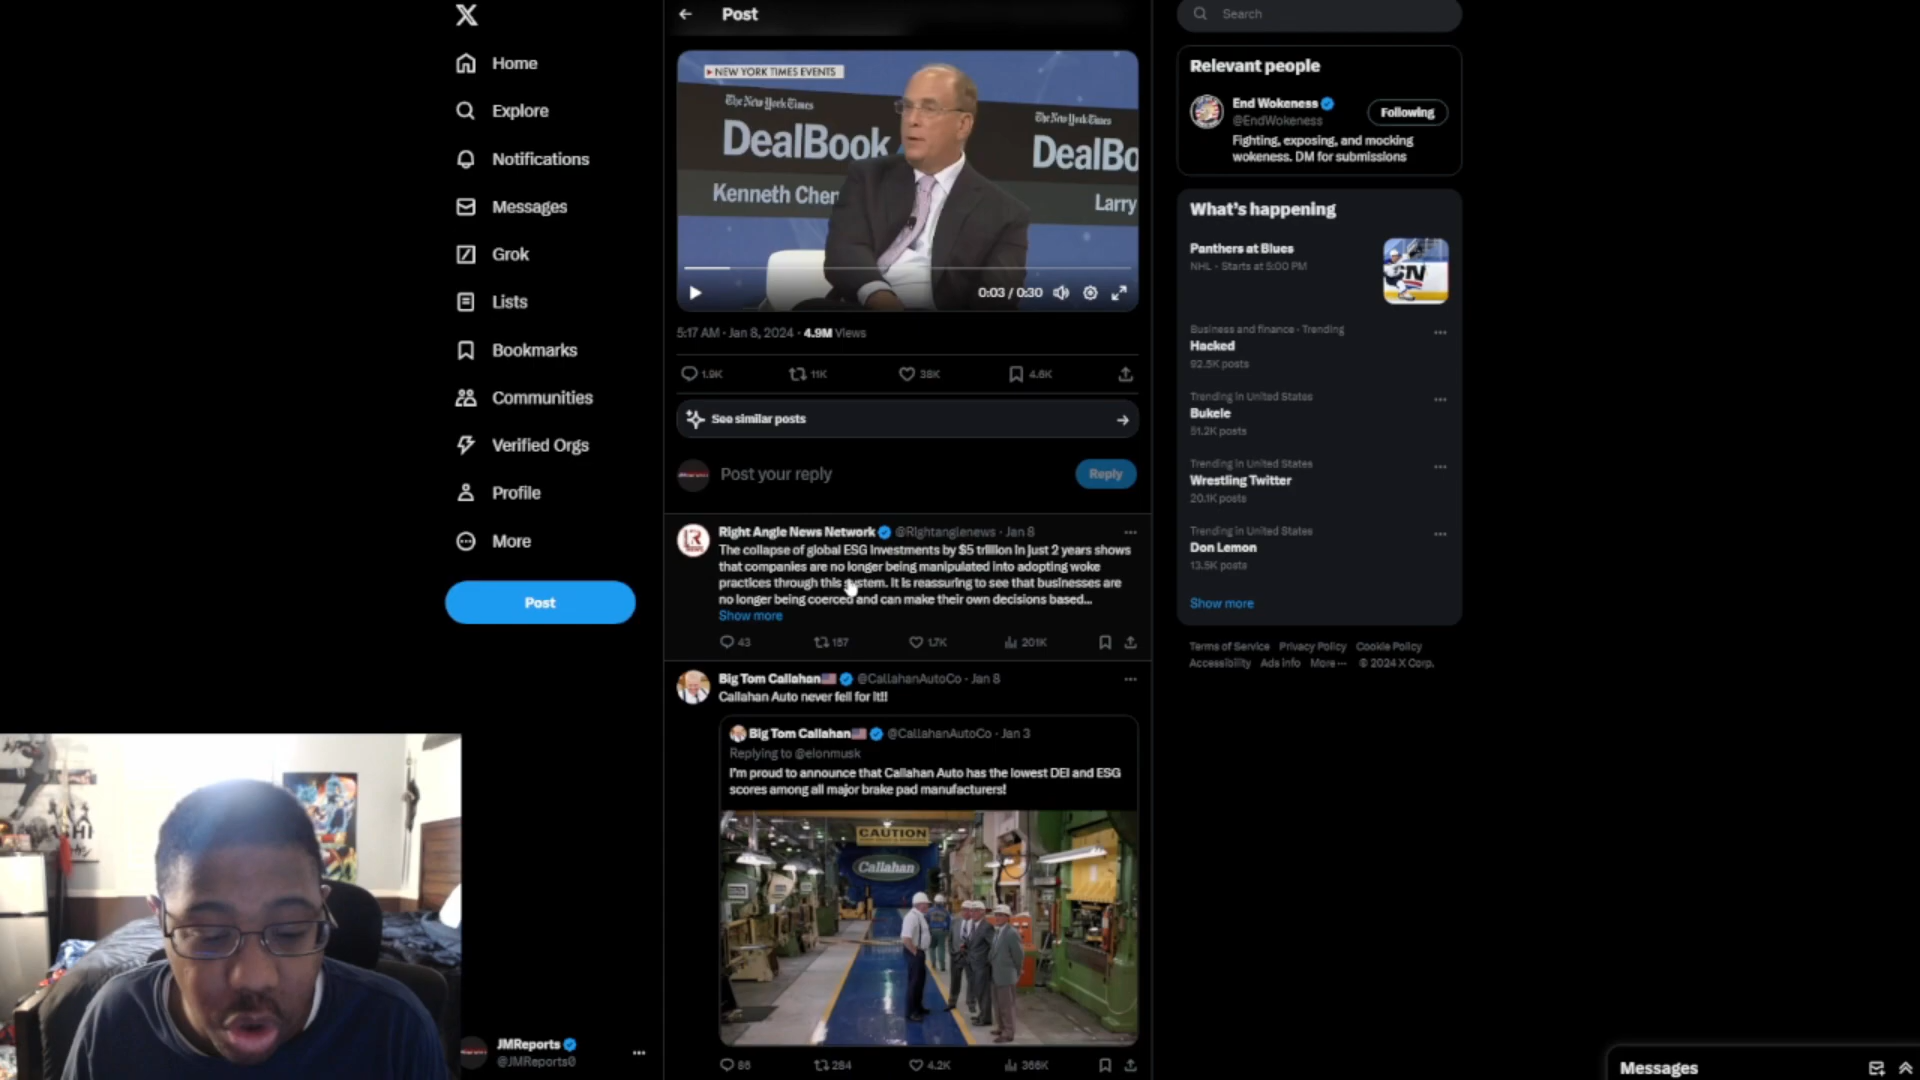 Home
Explore
Notifications
Messages
Grok
Lists
Bookmarks
Communities
Verified Orgs
Profile
More
Post
JMReports
@JMReports0
Post
NEW YORK TIMES EVENTS
The New York Times
DealBook
Kenneth Chen
The New York Times
DealBo
Larry
0:03 / 0:30
5:17 AM · Jan 8, 2024 · 4.9M Views
1.9K 11K 38K 4.6K
See similar posts
Post your reply
Reply
Right Angle News Network @Rightanglenews · Jan 8
The collapse of global ESG Investments by $5 trillion in just 2 years shows
that companies are no longer being manipulated into adopting woke
practices through this system. It is reassuring to see that businesses are
no longer being coerced and can make their own decisions based...
Show more
43 157 1.7K 201K
Big Tom Callahan @CallahanAutoCo · Jan 8
Callahan Auto never fell for it!!
Big Tom Callahan @CallahanAutoCo · Jan 3
Replying to @elonmusk
I'm proud to announce that Callahan Auto has the lowest DEI and ESG
scores among all major brake pad manufacturers!
CAUTION
Callahan
86 284 4.2K 366K
Search
Relevant people
End Wokeness
@EndWokeness
Following
Fighting, exposing, and mocking
wokeness. DM for submissions
What's happening
Panthers at Blues
NHL · Starts at 5:00 PM
Business and finance · Trending
Hacked
92.5K posts
Trending in United States
Bukele
51.2K posts
Trending in United States
Wrestling Twitter
20.1K posts
Trending in United States
Don Lemon
13.5K posts
Show more
Terms of Service Privacy Policy Cookie Policy
Accessibility Ads info More ··· © 2024 X Corp.
Messages